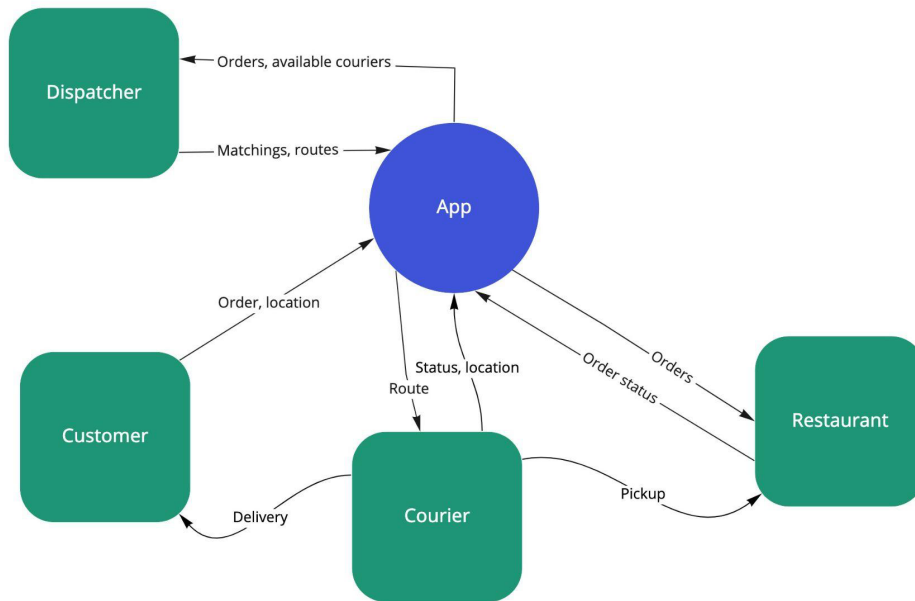 Orders, available couriers
Dispatcher
Matchings, routes
App
Order, location
Status, location
Orders
Order status
Route
Restaurant
Customer
Pickup
Delivery
Courier